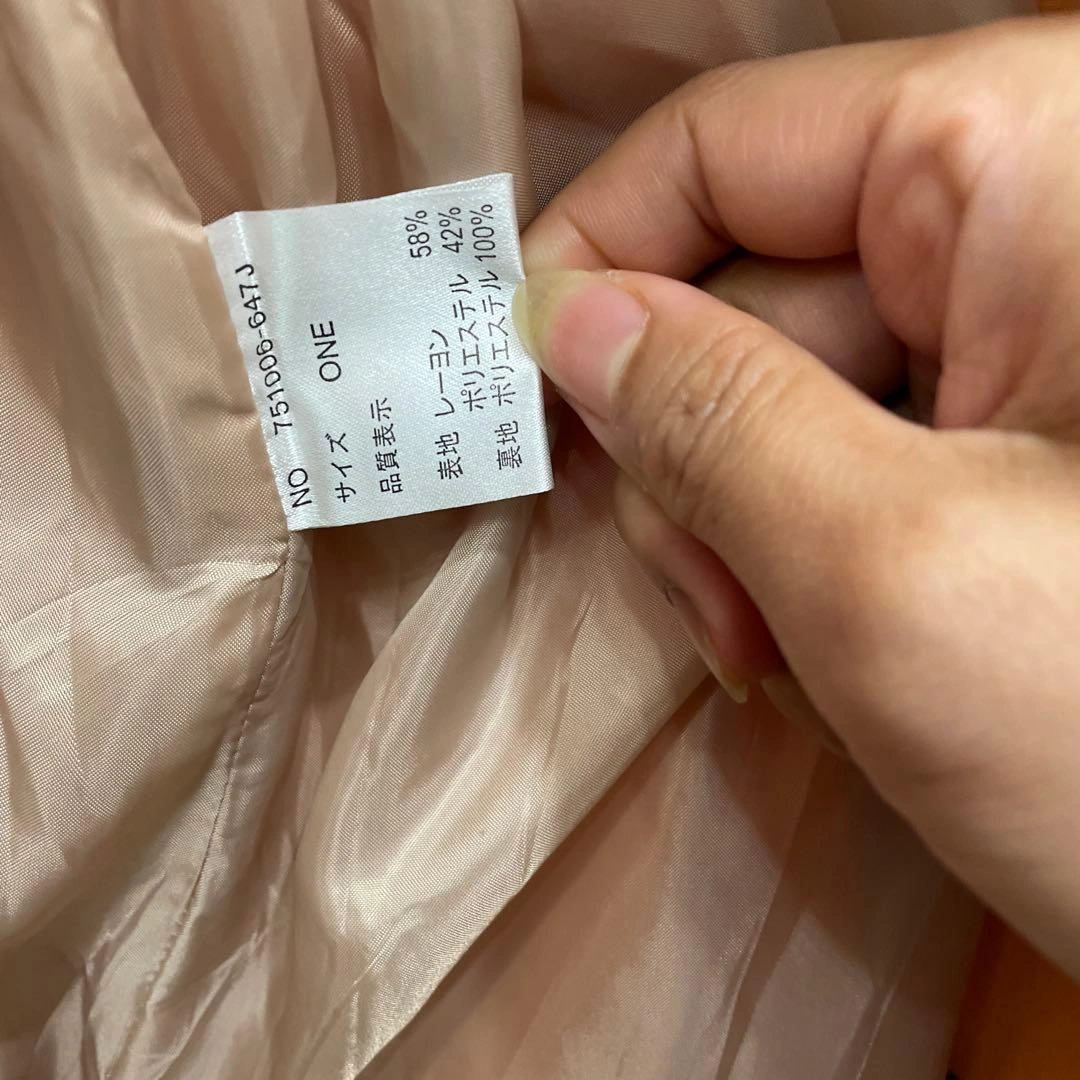 NO 751006-647J
サイズ ONE
品質表示
表地 レーヨン 58%
ポリエステル 42%
裏地 ポリエステル 100%